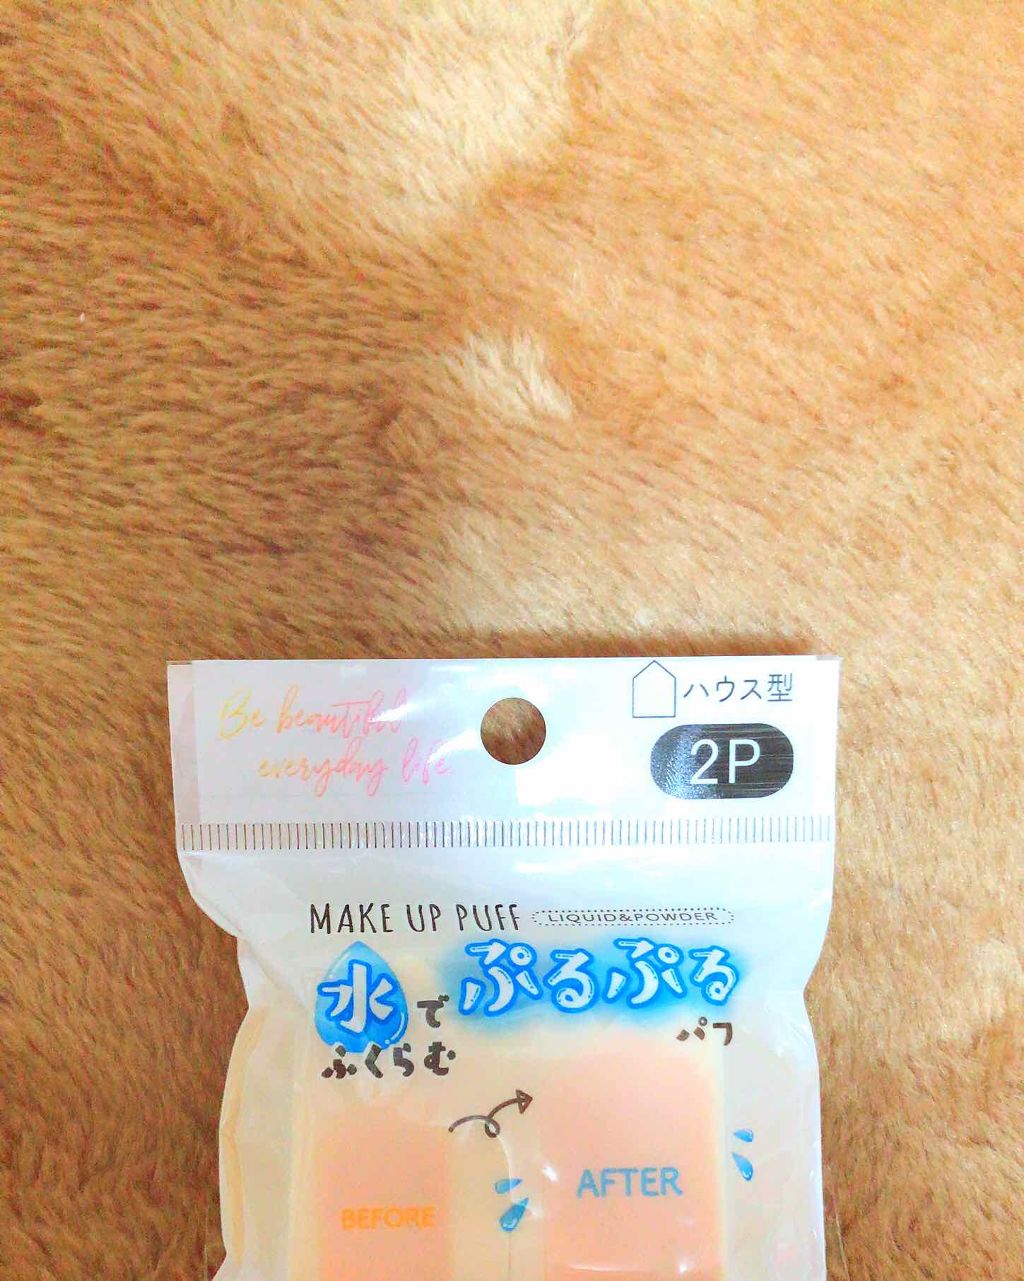 Be beautiful
everyday life.
ハウス型
2P
MAKE UP PUFF LIQUID&POWDER
水で
ふくらむ
ぷるぷる
パフ
BEFORE
AFTER